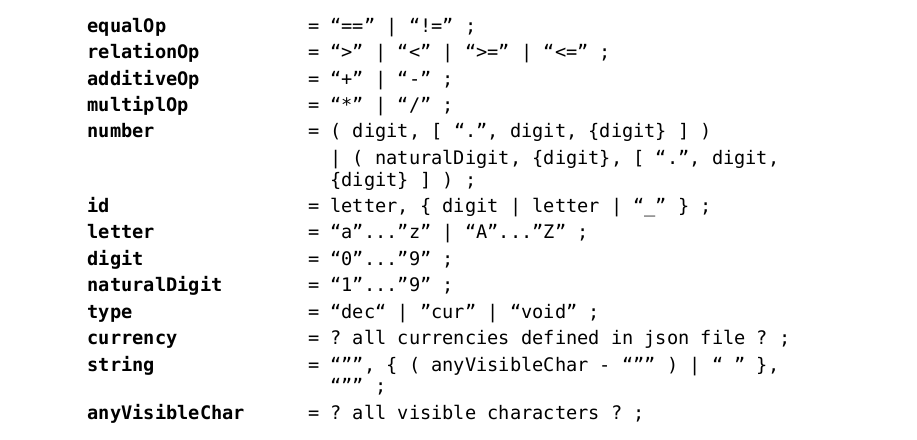 equalOp = “==” | “!=” ;
relationOp = “>” | “<” | “>=” | “<=” ;
additiveOp = “+” | “-” ;
multiplOp = “*” | “/” ;
number = ( digit, [ “.”, digit, {digit} ] )
| ( naturalDigit, {digit}, [ “.”, digit,
{digit} ] ) ;
id = letter, { digit | letter | “_” } ;
letter = “a”...”z” | “A”...”Z” ;
digit = “0”...”9” ;
naturalDigit = “1”...”9” ;
type = “dec“ | ”cur” | “void” ;
currency = ? all currencies defined in json file ? ;
string = “””, { ( anyVisibleChar - “”” ) | “ ” },
“”” ;
anyVisibleChar = ? all visible characters ? ;